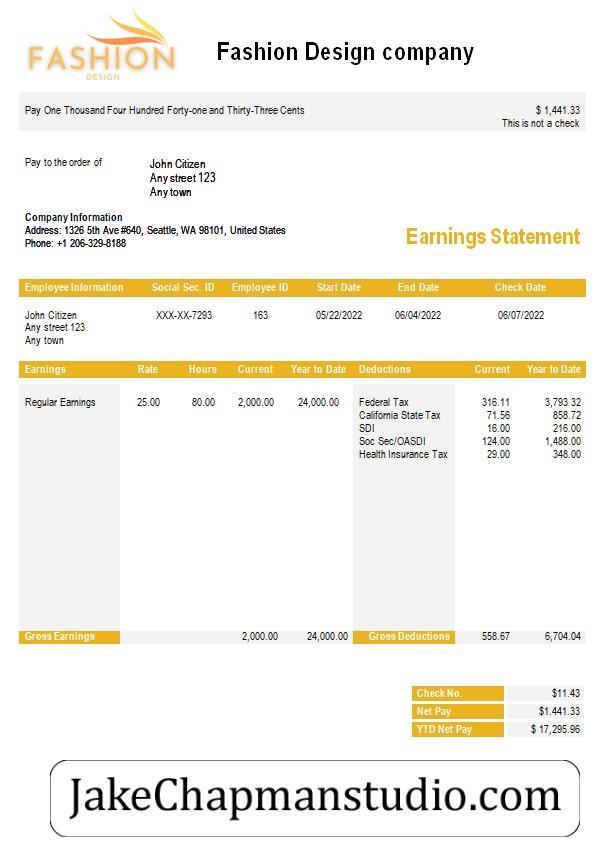 FASHION
DESIGN
Fashion Design company
Pay One Thousand Four Hundred Forty-one and Thirty-Three Cents $ 1,441.33
This is not a check
Pay to the order of John Citizen
Any street 123
Any town
Company Information
Address: 1326 5th Ave #640, Seattle, WA 98101, United States
Phone: +1 206-329-8188
Earnings Statement
Employee Information Social Sec. ID Employee ID Start Date End Date Check Date
John Citizen XXX-XX-7293 163 05/22/2022 06/04/2022 06/07/2022
Any street 123
Any town
Earnings Rate Hours Current Year to Date Deductions Current Year to Date
Regular Earnings 25.00 80.00 2,000.00 24,000.00 Federal Tax 316.11 3,793 32
California State Tax 71.56 858.72
SDI 16.00 216.00
Soc Sec/OASDI 124.00 1,488.00
Health Insurance Tax 29.00 348.00
Gross Earnings 2,000.00 24,000.00 Gross Deductions 558.67 6,704.04
Check No. $11.43
Net Pay $1.441.33
YTD Net Pay $ 17,295.96
JakeChapmanstudio.com